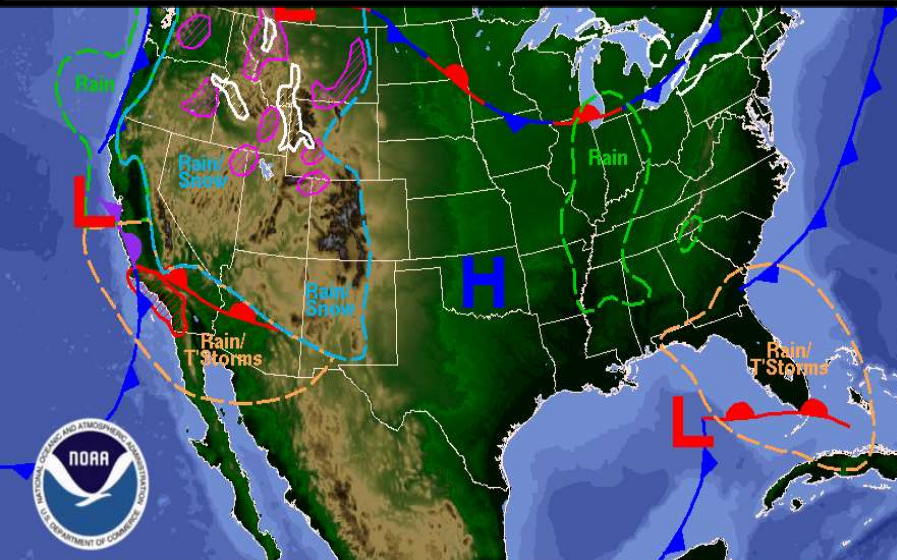 L
Rain
Rain/
Snow
Rain
L
H
Rain/
Snow
Rain/
T'Storms
Rain/
T'Storms
L
NOAA
NATIONAL OCEANIC AND ATMOSPHERIC ADMINISTRATION
U.S. DEPARTMENT OF COMMERCE